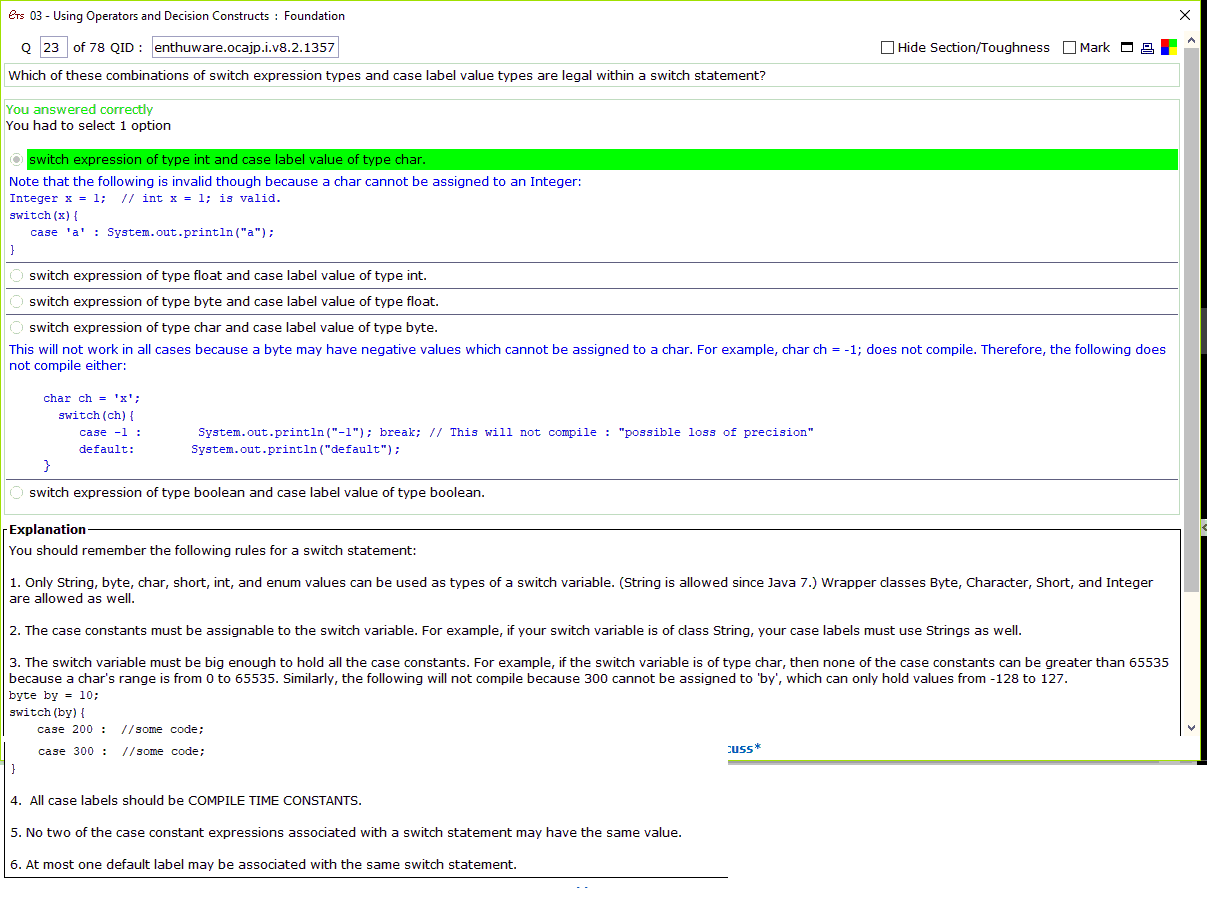 ets 03 - Using Operators and Decision Constructs : Foundation
Q 23 of 78 QID : enthuware.ocajp.i.v8.2.1357 Hide Section/Toughness Mark
Which of these combinations of switch expression types and case label value types are legal within a switch statement?
You answered correctly
You had to select 1 option
switch expression of type int and case label value of type char.
Note that the following is invalid though because a char cannot be assigned to an Integer:
Integer x = 1;  // int x = 1; is valid.
switch(x){
   case 'a' : System.out.println("a");
}
switch expression of type float and case label value of type int.
switch expression of type byte and case label value of type float.
switch expression of type char and case label value of type byte.
This will not work in all cases because a byte may have negative values which cannot be assigned to a char. For example, char ch = -1; does not compile. Therefore, the following does
not compile either:
char ch = 'x';
  switch(ch){
     case -1 :        System.out.println("-1"); break; // This will not compile : "possible loss of precision"
     default:        System.out.println("default");
}
switch expression of type boolean and case label value of type boolean.
Explanation
You should remember the following rules for a switch statement:
1. Only String, byte, char, short, int, and enum values can be used as types of a switch variable. (String is allowed since Java 7.) Wrapper classes Byte, Character, Short, and Integer
are allowed as well.
2. The case constants must be assignable to the switch variable. For example, if your switch variable is of class String, your case labels must use Strings as well.
3. The switch variable must be big enough to hold all the case constants. For example, if the switch variable is of type char, then none of the case constants can be greater than 65535
because a char's range is from 0 to 65535. Similarly, the following will not compile because 300 cannot be assigned to 'by', which can only hold values from -128 to 127.
byte by = 10;
switch(by){
    case 200 :  //some code;
cuss*
    case 300 :  //some code;
}
4.  All case labels should be COMPILE TIME CONSTANTS.
5. No two of the case constant expressions associated with a switch statement may have the same value.
6. At most one default label may be associated with the same switch statement.